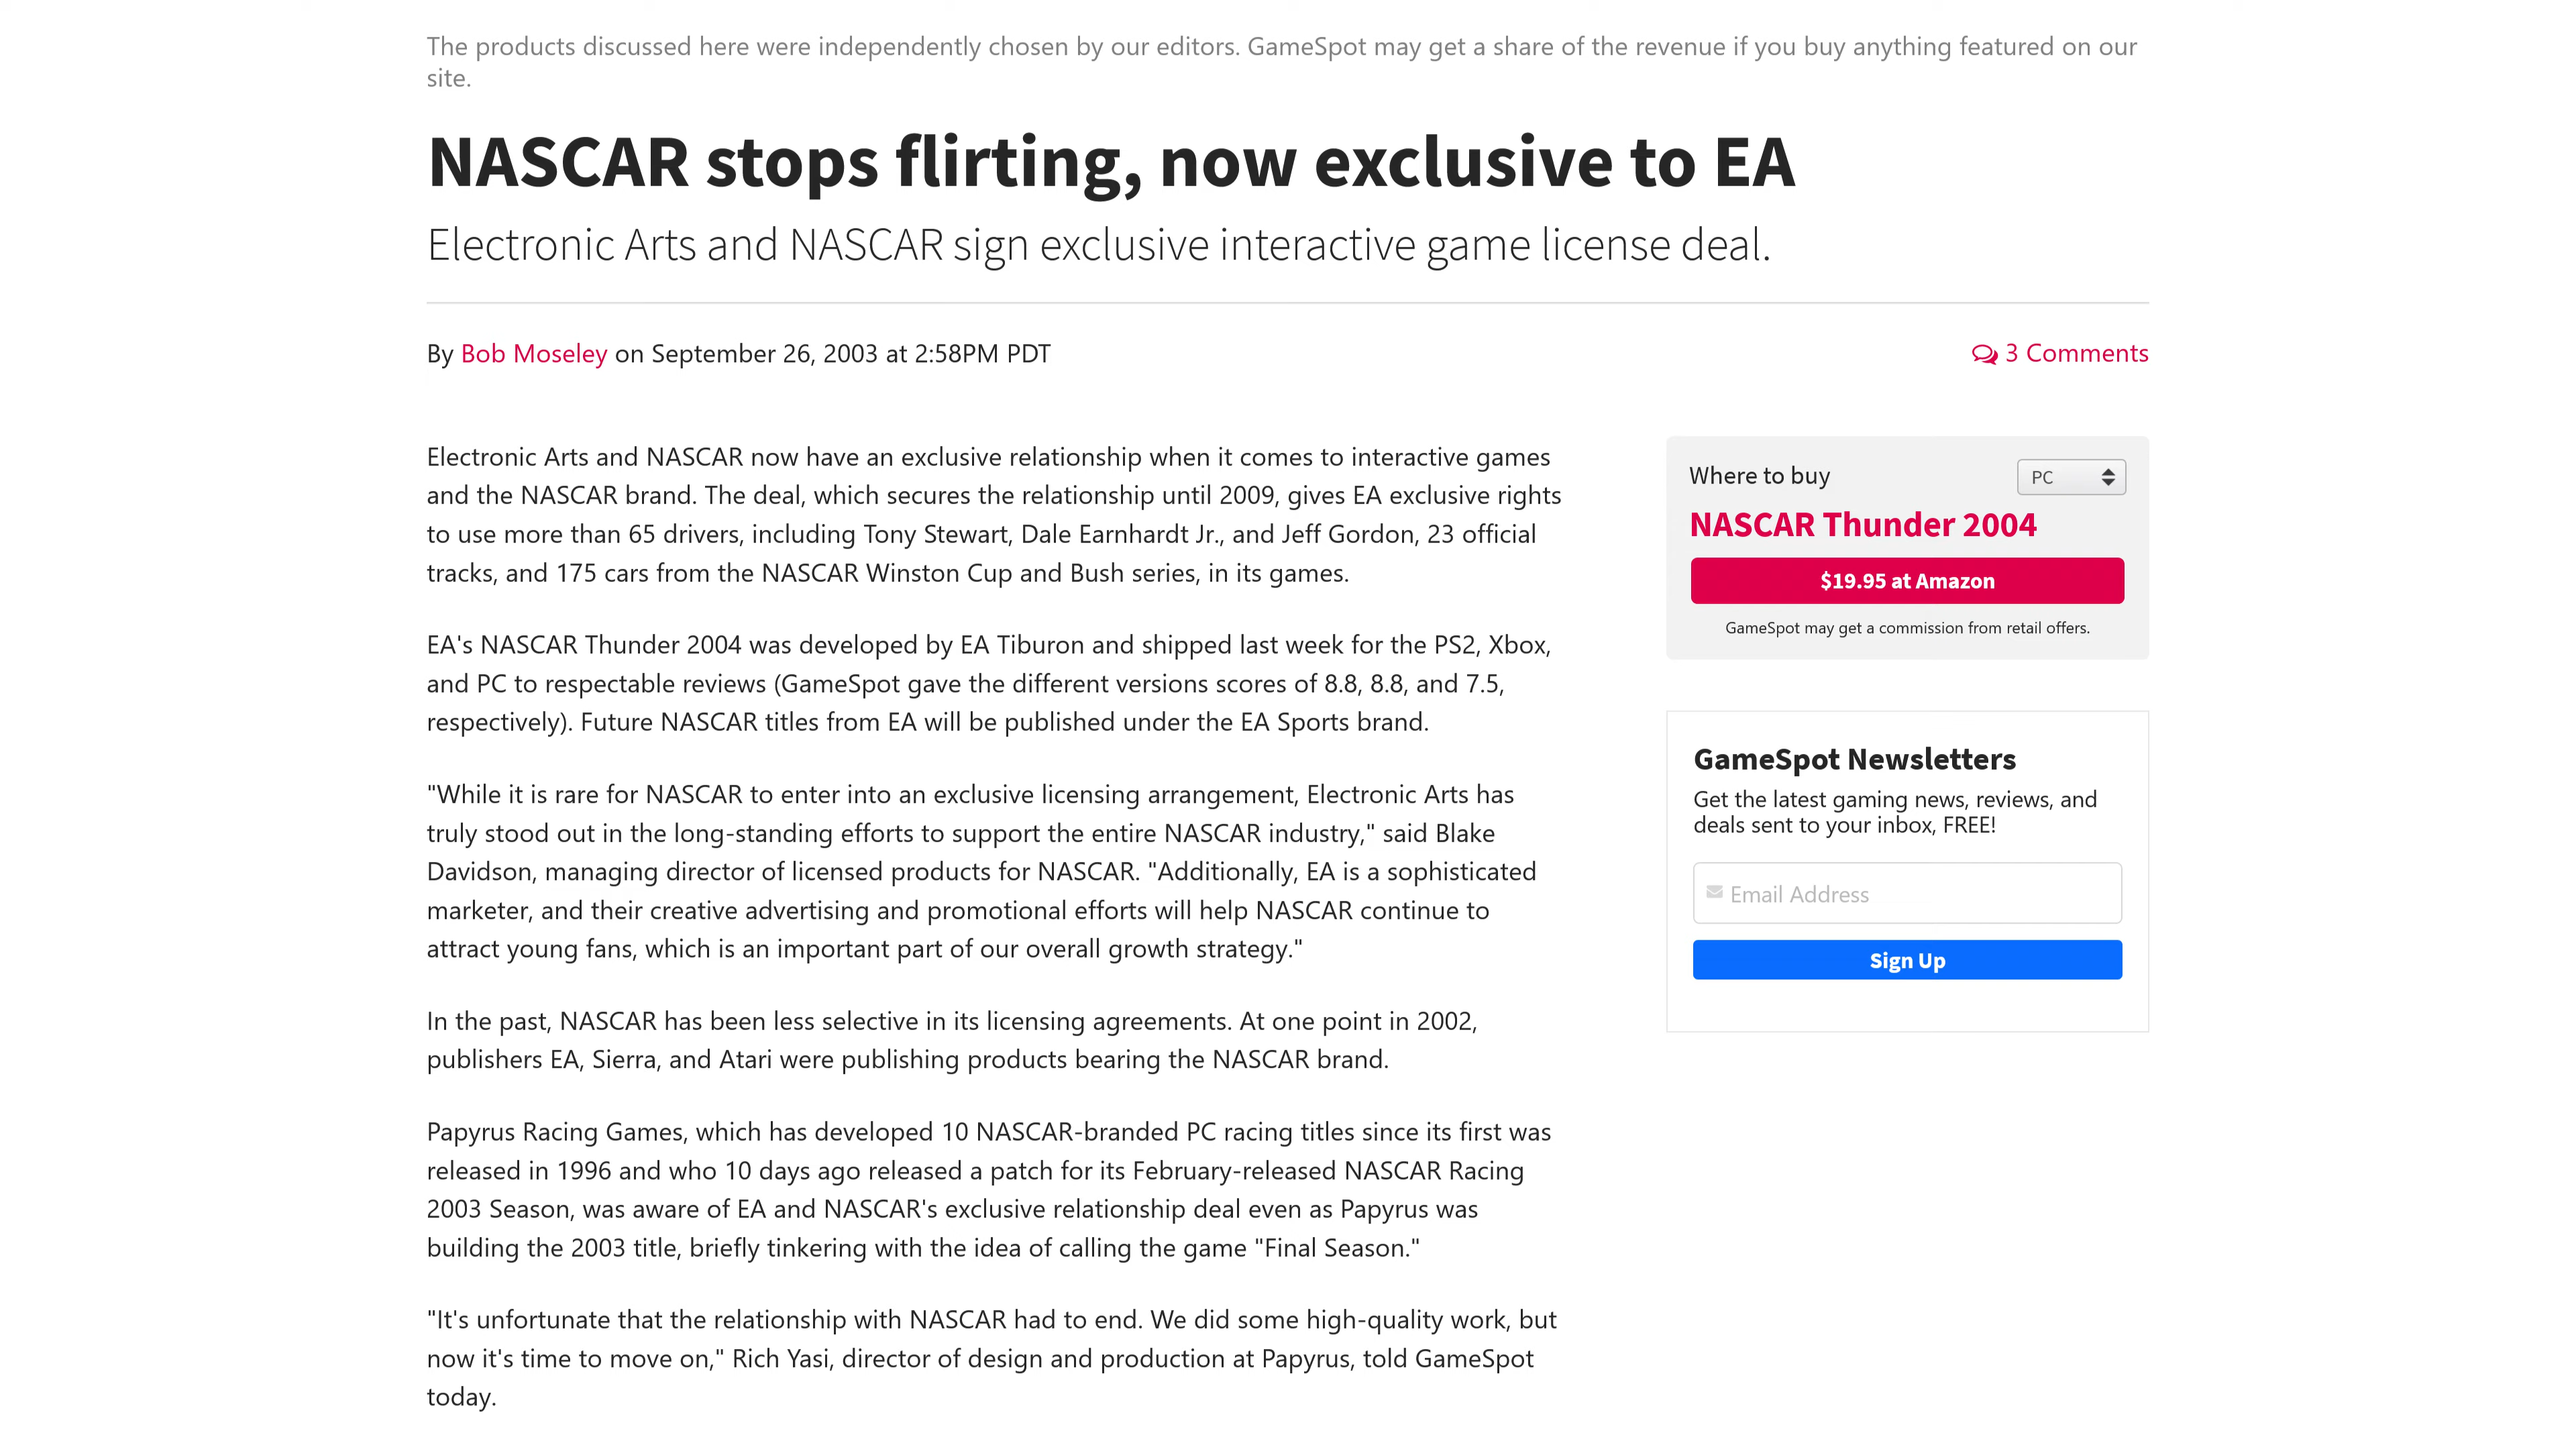 The products discussed here were independently chosen by our editors. GameSpot may get a share of the revenue if you buy anything featured on our
site.
NASCAR stops flirting, now exclusive to EA
Electronic Arts and NASCAR sign exclusive interactive game license deal.
By Bob Moseley on September 26, 2003 at 2:58PM PDT
3 Comments
Electronic Arts and NASCAR now have an exclusive relationship when it comes to interactive games
and the NASCAR brand. The deal, which secures the relationship until 2009, gives EA exclusive rights
to use more than 65 drivers, including Tony Stewart, Dale Earnhardt Jr., and Jeff Gordon, 23 official
tracks, and 175 cars from the NASCAR Winston Cup and Bush series, in its games.
EA's NASCAR Thunder 2004 was developed by EA Tiburon and shipped last week for the PS2, Xbox,
and PC to respectable reviews (GameSpot gave the different versions scores of 8.8, 8.8, and 7.5,
respectively). Future NASCAR titles from EA will be published under the EA Sports brand.
"While it is rare for NASCAR to enter into an exclusive licensing arrangement, Electronic Arts has
truly stood out in the long-standing efforts to support the entire NASCAR industry," said Blake
Davidson, managing director of licensed products for NASCAR. "Additionally, EA is a sophisticated
marketer, and their creative advertising and promotional efforts will help NASCAR continue to
attract young fans, which is an important part of our overall growth strategy."
In the past, NASCAR has been less selective in its licensing agreements. At one point in 2002,
publishers EA, Sierra, and Atari were publishing products bearing the NASCAR brand.
Papyrus Racing Games, which has developed 10 NASCAR-branded PC racing titles since its first was
released in 1996 and who 10 days ago released a patch for its February-released NASCAR Racing
2003 Season, was aware of EA and NASCAR's exclusive relationship deal even as Papyrus was
building the 2003 title, briefly tinkering with the idea of calling the game "Final Season."
"It's unfortunate that the relationship with NASCAR had to end. We did some high-quality work, but
now it's time to move on," Rich Yasi, director of design and production at Papyrus, told GameSpot
today.
Where to buy
PC
NASCAR Thunder 2004
$19.95 at Amazon
GameSpot may get a commission from retail offers.
GameSpot Newsletters
Get the latest gaming news, reviews, and
deals sent to your inbox, FREE!
Email Address
Sign Up